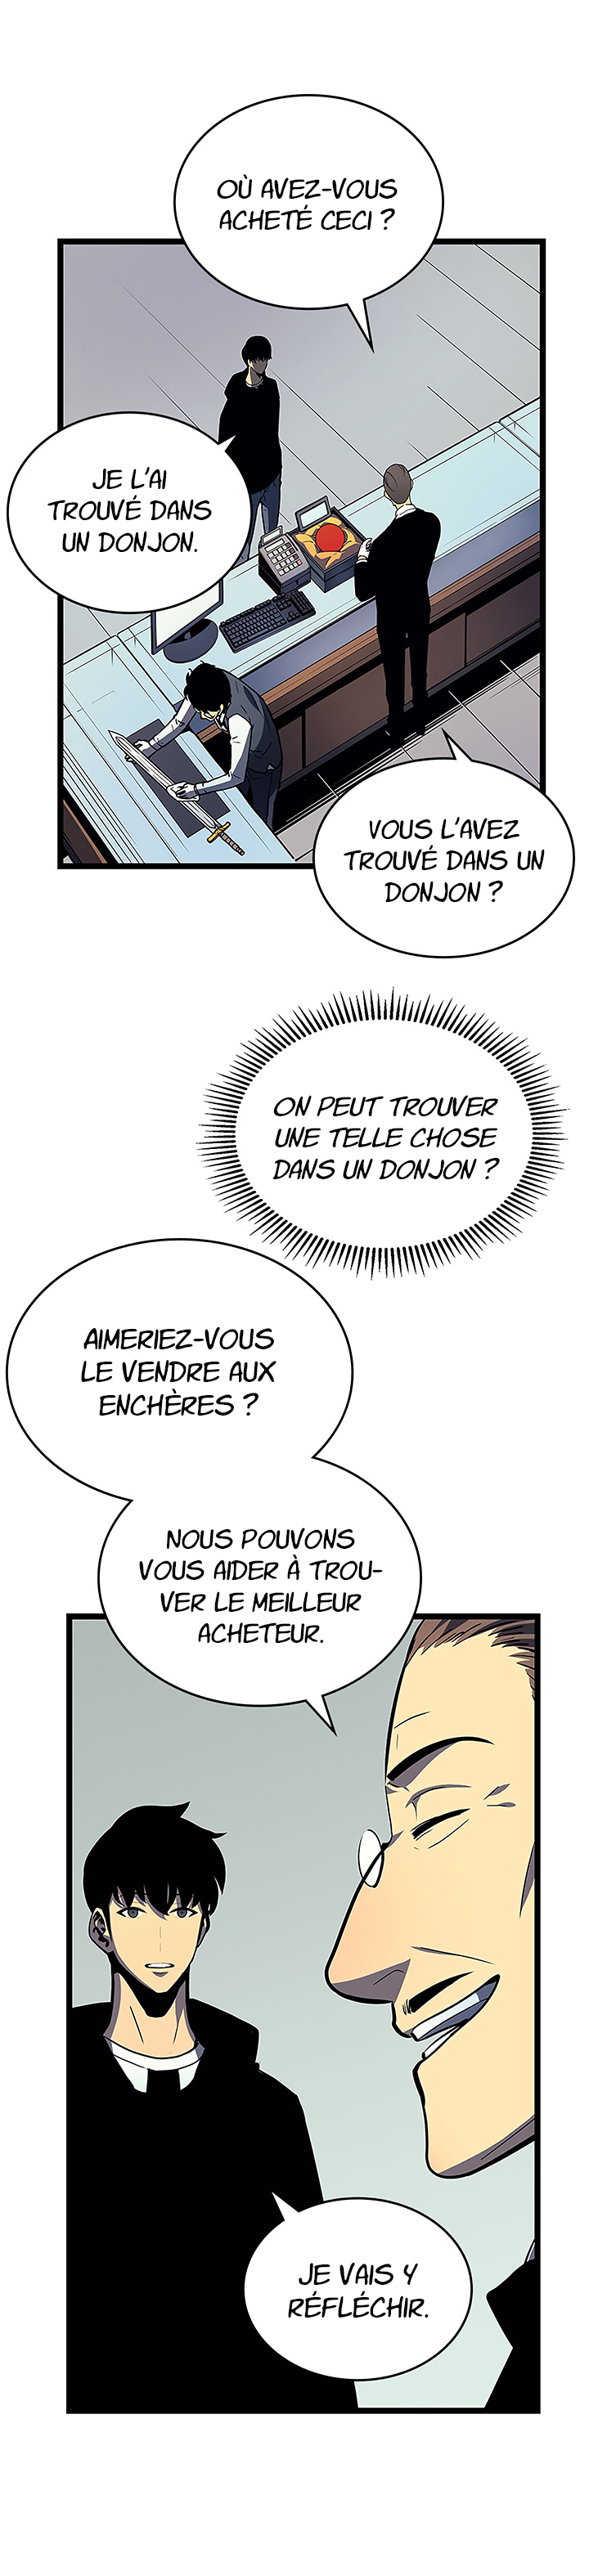 OÙ AVEZ-VOUS
ACHETÉ CECI ?
JE L'AI
TROUVÉ DANS
UN DONJON.
VOUS L'AVEZ
TROUVÉ DANS UN
DONJON ?
ON PEUT TROUVER
UNE TELLE CHOSE
DANS UN DONJON ?
AIMERIEZ-VOUS
LE VENDRE AUX
ENCHÈRES ?
NOUS POUVONS
VOUS AIDER À TROU-
VER LE MEILLEUR
ACHETEUR.
JE VAIS Y
RÉFLÉCHIR.